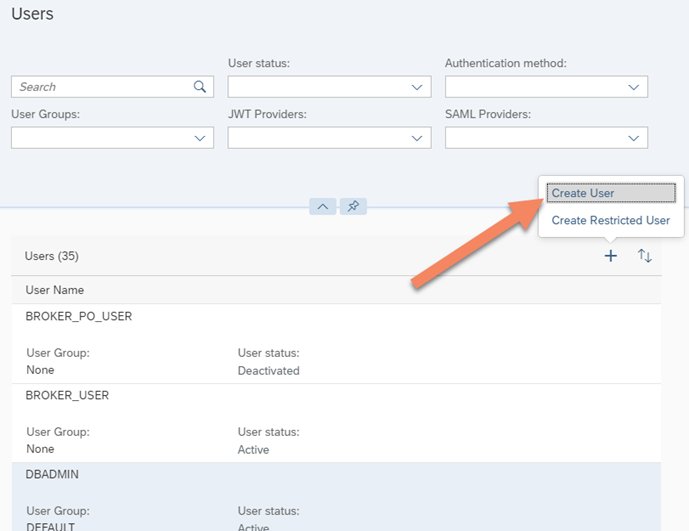 Users
User status:
Authentication method:
Search
User Groups:
JWT Providers:
SAML Providers:
Create User
Create Restricted User
Users (35)
User Name
BROKER_PO_USER
User Group:
User status:
None
Deactivated
BROKER_USER
User Group:
User status:
None
Active
DBADMIN
User Group:
User status:
DEFAULT
Active